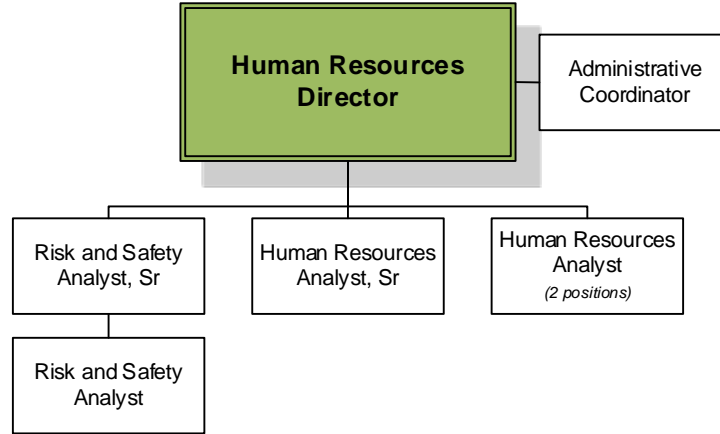 Human Resources
Director
Administrative
Coordinator
Risk and Safety
Analyst, Sr
Human Resources
Analyst, Sr
Human Resources
Analyst
(2 positions)
Risk and Safety
Analyst